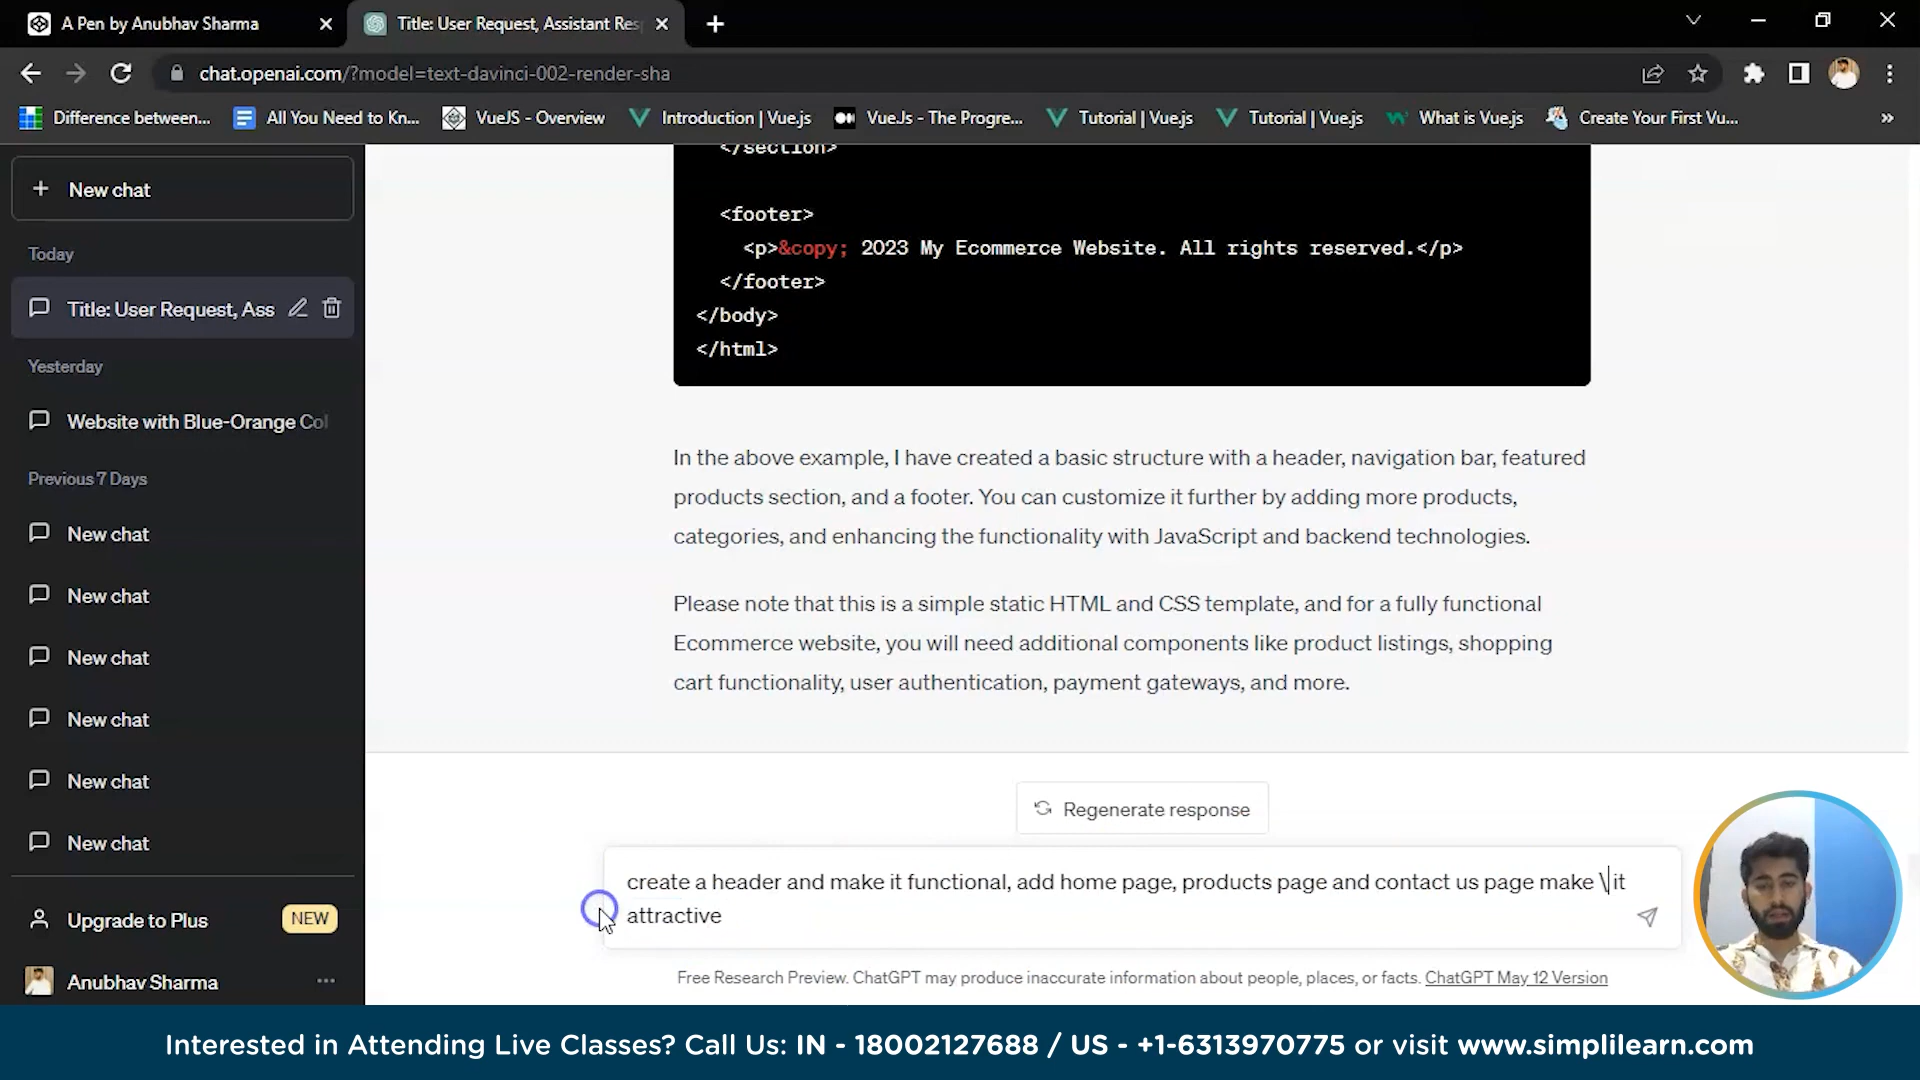 A Pen by Anubhav Sharma
Title: User Request, Assistant Res
chat.openai.com/?model=text-davinci-002-render-sha
Difference between...
All You Need to Kn...
VueJS - Overview
Introduction | Vue.js
VueJs - The Progre...
Tutorial | Vue.js
Tutorial | Vue.js
What is Vue.js
Create Your First Vu...
»
+ New chat
Today
Title: User Request, Ass
Yesterday
Website with Blue-Orange Col
Previous 7 Days
New chat
New chat
New chat
New chat
New chat
New chat
Upgrade to Plus NEW
Anubhav Sharma ...
</section>
<footer>
<p>&copy; 2023 My Ecommerce Website. All rights reserved.</p>
</footer>
</body>
</html>
In the above example, I have created a basic structure with a header, navigation bar, featured
products section, and a footer. You can customize it further by adding more products,
categories, and enhancing the functionality with JavaScript and backend technologies.
Please note that this is a simple static HTML and CSS template, and for a fully functional
Ecommerce website, you will need additional components like product listings, shopping
cart functionality, user authentication, payment gateways, and more.
Regenerate response
create a header and make it functional, add home page, products page and contact us page make \ it
attractive
Free Research Preview. ChatGPT may produce inaccurate information about people, places, or facts. ChatGPT May 12 Version
Interested in Attending Live Classes? Call Us: IN - 18002127688 / US - +1-6313970775 or visit www.simplilearn.com